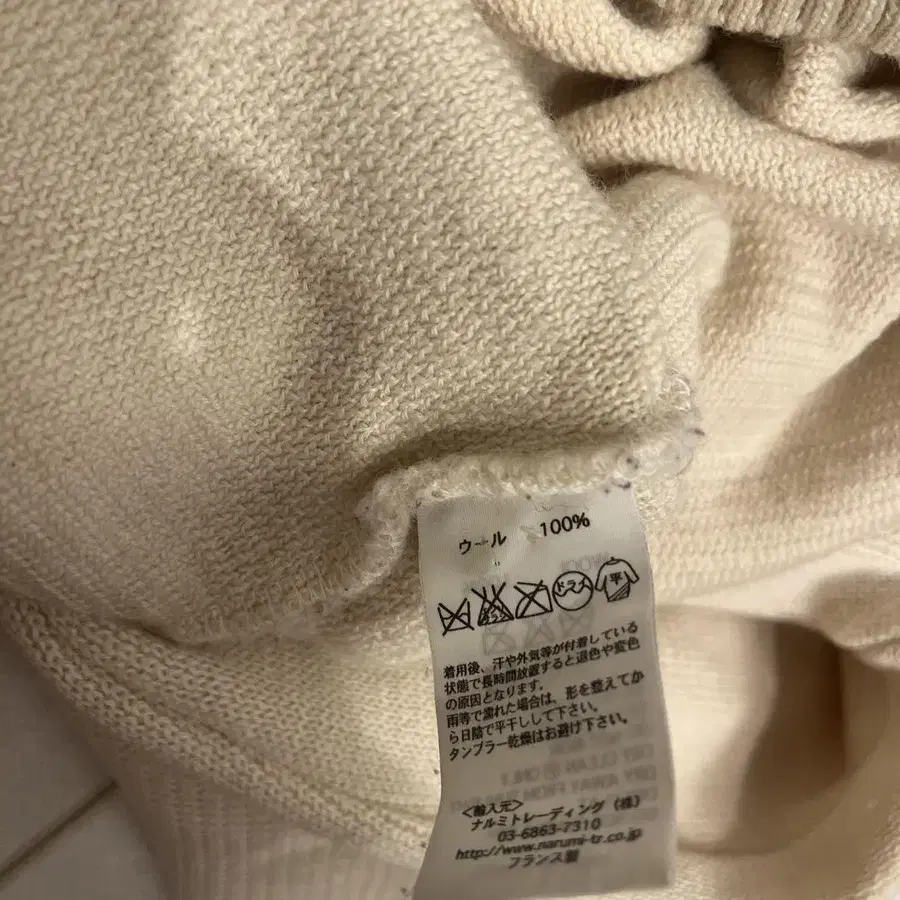 ウール 100%
ドライ 平
着用後、汗や外気等が付着している
状態で長時間放置すると退色や変色
の原因となります。
雨等で濡れた場合は、形を整えてか
ら日陰で平干しして下さい。
タンブラー乾燥はお避け下さい。
<輸入元>
ナルミトレーディング(株)
03-6863-7310
http://www.narumi-tr.co.jp
フランス製